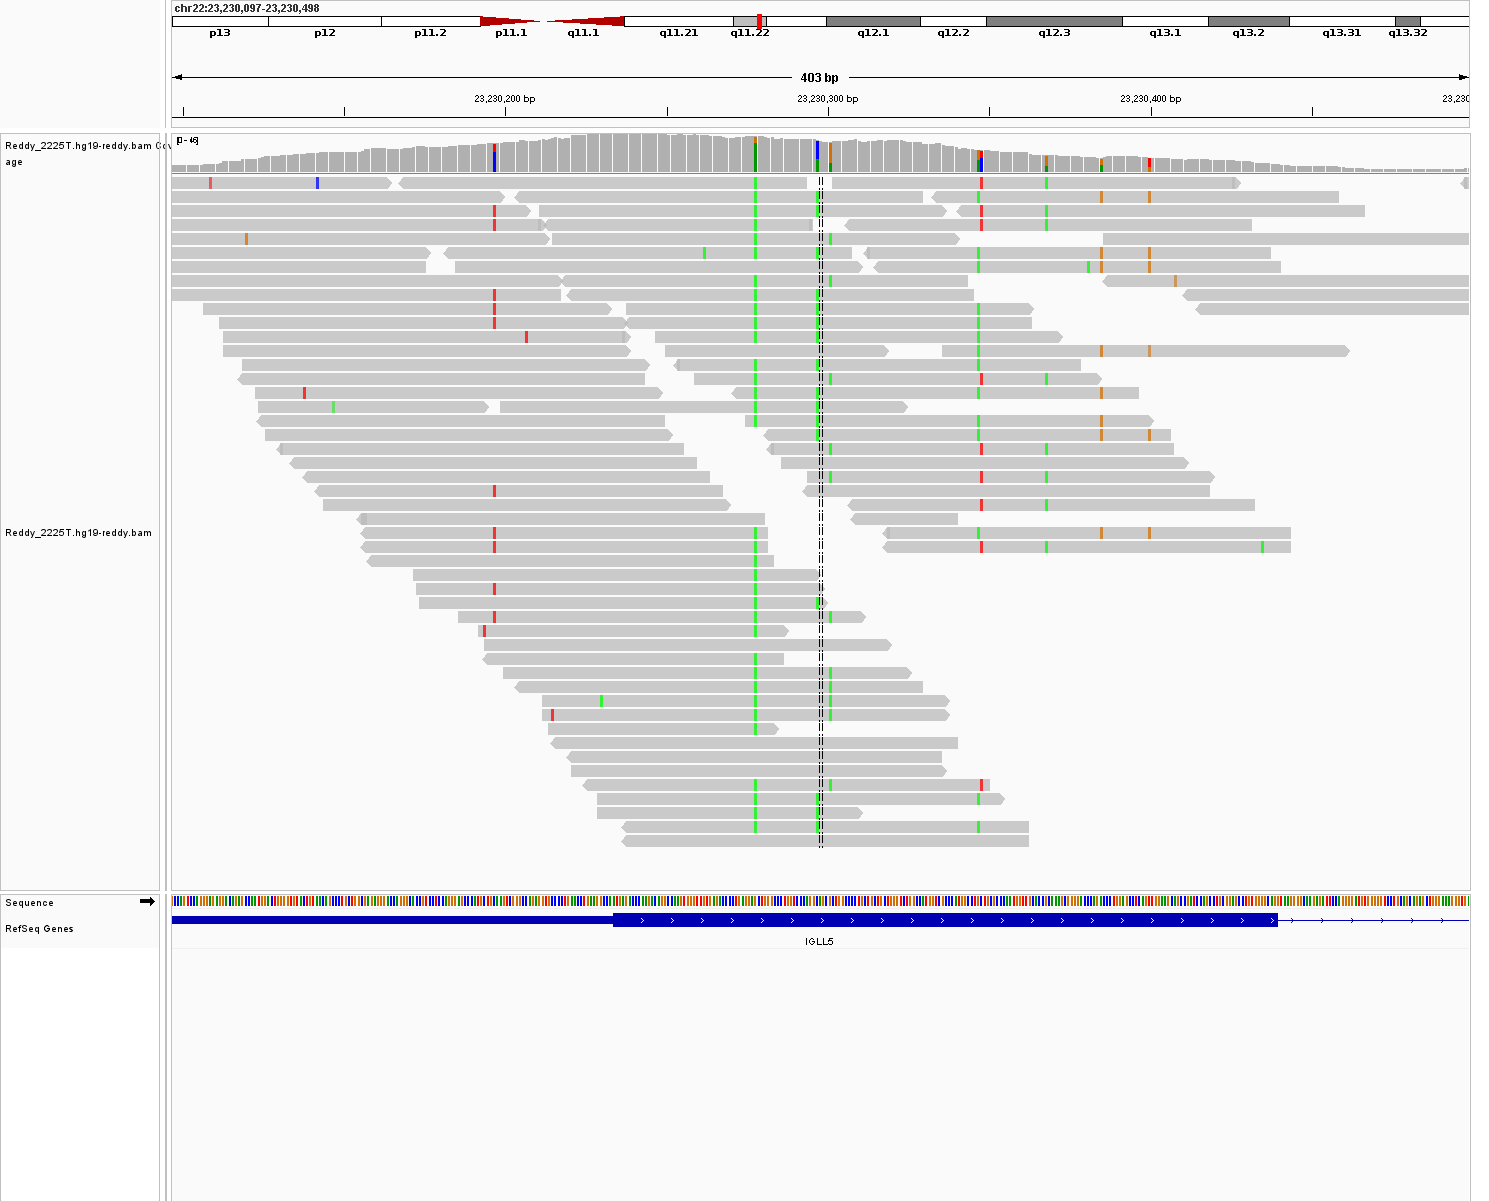 chr22:23,230,097-23,230,498
p13 p12 p11.2 p11.1 q11.1 q11.21 q11.22 q12.1 q12.2 q12.3 q13.1 q13.2 q13.31 q13.32
403 bp
23,230,200 bp 23,230,300 bp 23,230,400 bp 23,230
[0 - 46]
Reddy_2225T.hg19-reddy.bam Cov
age
Reddy_2225T.hg19-reddy.bam
Sequence
RefSeq Genes
IGLL5